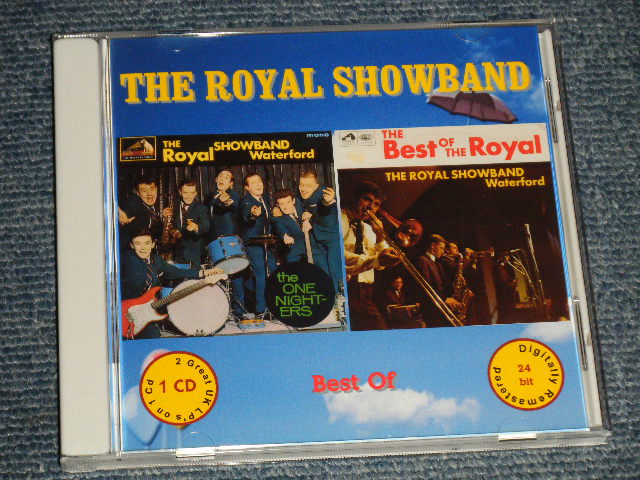 THE ROYAL SHOWBAND
THE
Royal SHOWBAND
Waterford
mono
the
ONE
NIGHT-
ERS
THE
Best OF THE Royal
THE ROYAL SHOWBAND
Waterford
2 Great UK LP's on 1 Cd
1 CD
Best Of
Digitally Remastered
24
bit